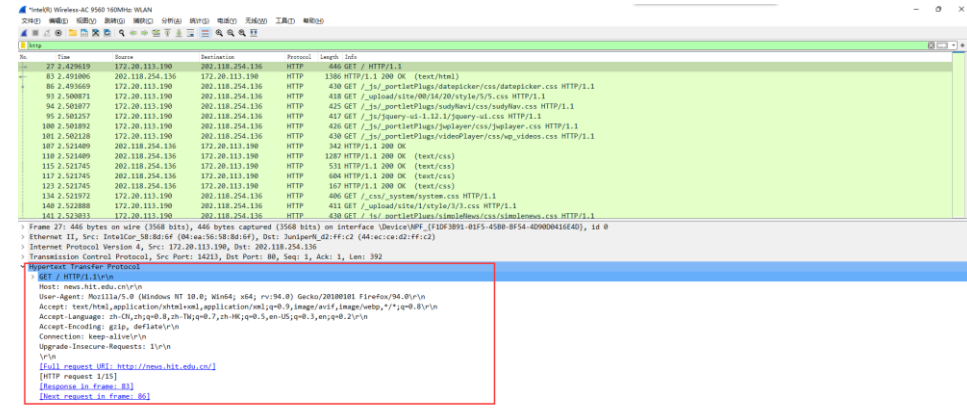 *Intel(R) Wireless-AC 9560 160MHz: WLAN
文件(F) 编辑(E) 视图(V) 跳转(G) 捕获(C) 分析(A) 统计(S) 电话(Y) 无线(W) 工具(T) 帮助(H)
http
No. Time Source Destination Protocol Length Info
27 2.429619 172.20.113.190 202.118.254.136 HTTP 446 GET / HTTP/1.1
83 2.491006 202.118.254.136 172.20.113.190 HTTP 1386 HTTP/1.1 200 OK (text/html)
86 2.493669 172.20.113.190 202.118.254.136 HTTP 430 GET /_js/_portletPlugs/datepicker/css/datepicker.css HTTP/1.1
93 2.500871 172.20.113.190 202.118.254.136 HTTP 418 GET /_upload/site/00/14/20/style/5/5.css HTTP/1.1
94 2.501077 172.20.113.190 202.118.254.136 HTTP 425 GET /_js/_portletPlugs/sudyNavi/css/sudyNav.css HTTP/1.1
95 2.501257 172.20.113.190 202.118.254.136 HTTP 417 GET /_js/jquery-ui-1.12.1/jquery-ui.css HTTP/1.1
100 2.501892 172.20.113.190 202.118.254.136 HTTP 426 GET /_js/_portletPlugs/jwplayer/css/jwplayer.css HTTP/1.1
101 2.502128 172.20.113.190 202.118.254.136 HTTP 430 GET /_js/_portletPlugs/videoPlayer/css/wp_videos.css HTTP/1.1
107 2.521409 202.118.254.136 172.20.113.190 HTTP 342 HTTP/1.1 200 OK
110 2.521409 202.118.254.136 172.20.113.190 HTTP 1287 HTTP/1.1 200 OK (text/css)
115 2.521745 202.118.254.136 172.20.113.190 HTTP 531 HTTP/1.1 200 OK (text/css)
117 2.521745 202.118.254.136 172.20.113.190 HTTP 604 HTTP/1.1 200 OK (text/css)
123 2.521745 202.118.254.136 172.20.113.190 HTTP 167 HTTP/1.1 200 OK (text/css)
134 2.521972 172.20.113.190 202.118.254.136 HTTP 406 GET /_css/_system/system.css HTTP/1.1
140 2.522888 172.20.113.190 202.118.254.136 HTTP 411 GET /_upload/site/1/style/3/3.css HTTP/1.1
141 2.523033 172.20.113.190 202.118.254.136 HTTP 430 GET /_js/_portletPlugs/simpleNews/css/simplenews.css HTTP/1.1
Frame 27: 446 bytes on wire (3568 bits), 446 bytes captured (3568 bits) on interface \Device\NPF_{F1DF3B91-01F5-45B0-BF54-4D90D0416E4D}, id 0
Ethernet II, Src: IntelCor_58:8d:6f (04:ea:56:58:8d:6f), Dst: JuniperN_d2:ff:c2 (44:ec:ce:d2:ff:c2)
Internet Protocol Version 4, Src: 172.20.113.190, Dst: 202.118.254.136
Transmission Control Protocol, Src Port: 14213, Dst Port: 80, Seq: 1, Ack: 1, Len: 392
Hypertext Transfer Protocol
GET / HTTP/1.1\r\n
Host: news.hit.edu.cn\r\n
User-Agent: Mozilla/5.0 (Windows NT 10.0; Win64; x64; rv:94.0) Gecko/20100101 Firefox/94.0\r\n
Accept: text/html,application/xhtml+xml,application/xml;q=0.9,image/avif,image/webp,*/*;q=0.8\r\n
Accept-Language: zh-CN,zh;q=0.8,zh-TW;q=0.7,zh-HK;q=0.5,en-US;q=0.3,en;q=0.2\r\n
Accept-Encoding: gzip, deflate\r\n
Connection: keep-alive\r\n
Upgrade-Insecure-Requests: 1\r\n
\r\n
[Full request URI: http://news.hit.edu.cn/]
[HTTP request 1/15]
[Response in frame: 83]
[Next request in frame: 86]